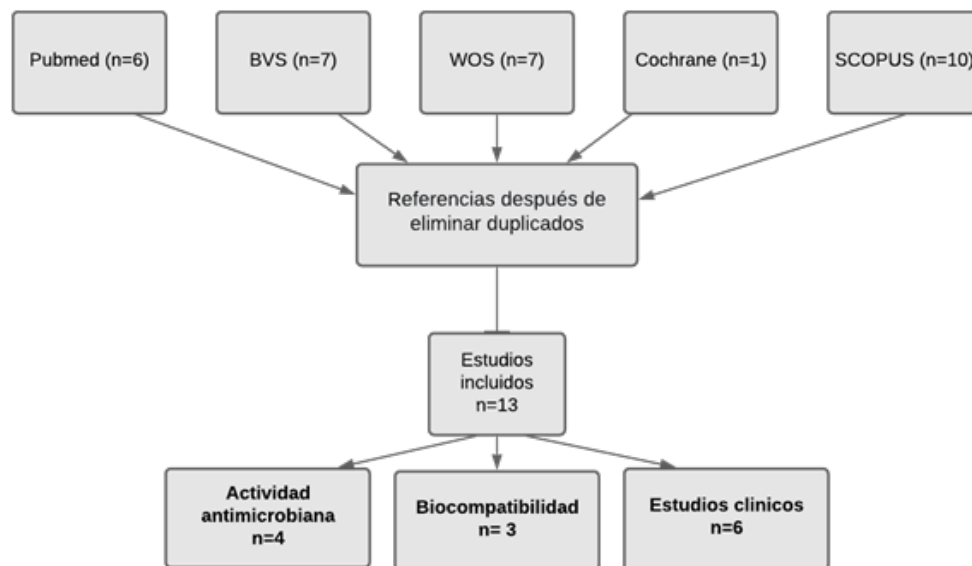 Pubmed (n=6)
BVS (n=7)
WOS (n=7)
Cochrane (n=1)
SCOPUS (n=10)
Referencias después de
eliminar duplicados
Estudios
incluidos
n=13
Actividad
antimicrobiana
n=4
Biocompatibilidad
n= 3
Estudios clinicos
n=6